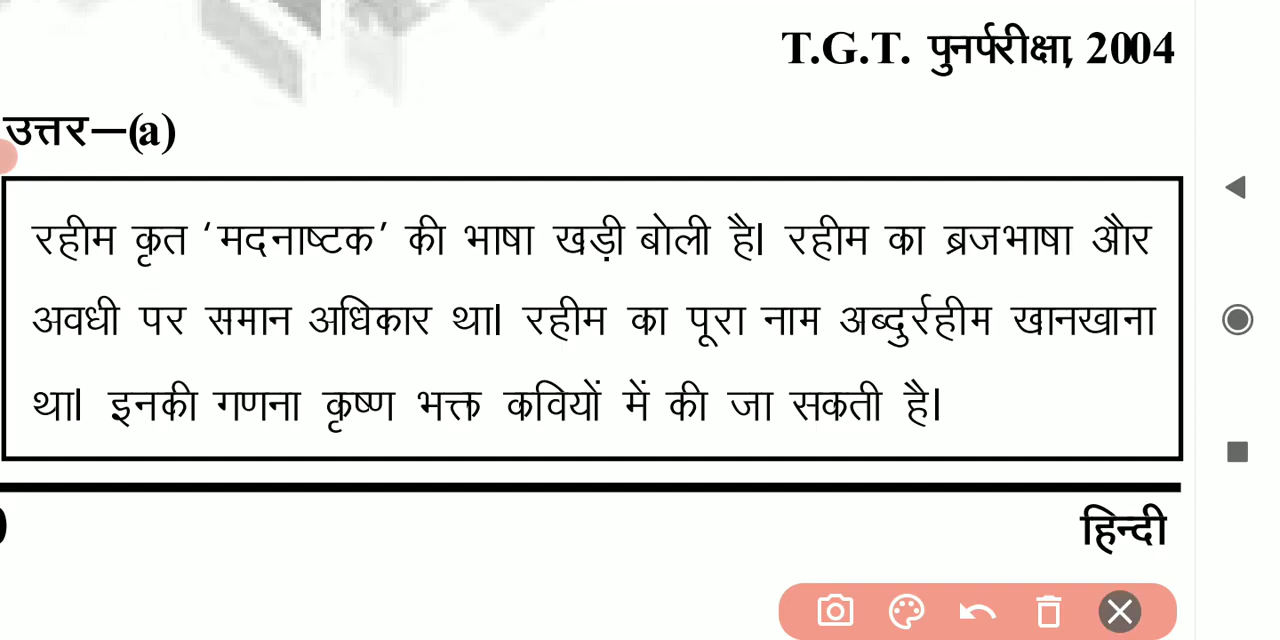 T.G.T. पुनर्परीक्षा, 2004
उत्तर—(a)
रहीम कृत ‘मदनाष्टक’ की भाषा खड़ी बोली है। रहीम का ब्रजभाषा और
अवधी पर समान अधिकार था। रहीम का पूरा नाम अब्दुर्रहीम खानखाना
था। इनकी गणना कृष्ण भक्त कवियों में की जा सकती है।
हिन्दी